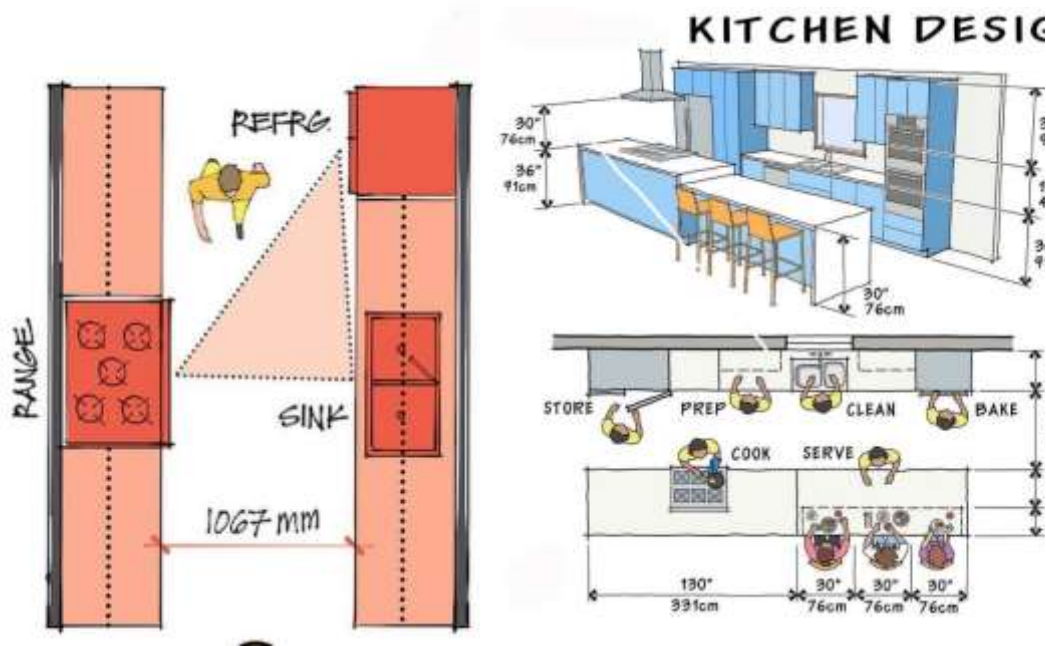 REFRG.
RANGE
SINK
1067 mm
KITCHEN DESIG
30"
76cm
36"
91cm
30"
76cm
STORE
PREP
CLEAN
BAKE
COOK
SERVE
130"
331cm
30"
76cm
30"
76cm
30"
76cm